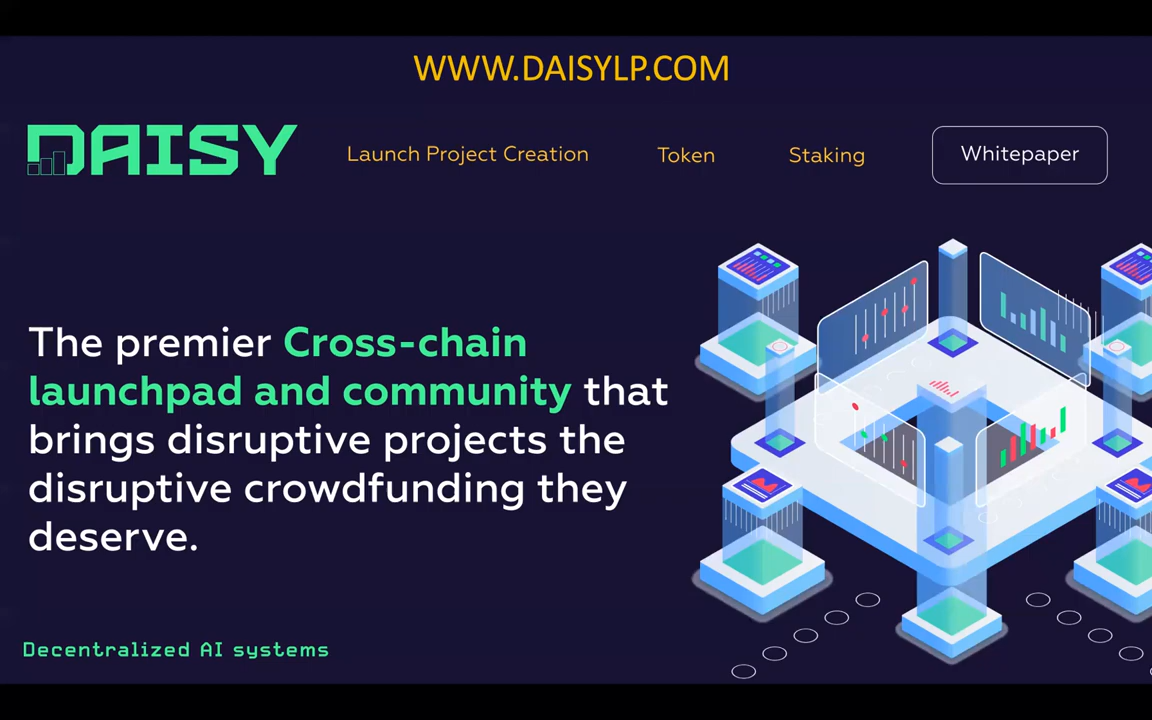 WWW.DAISYLP.COM
DAISY
Launch Project Creation
Token
Staking
Whitepaper
The premier Cross-chain
launchpad and community that
brings disruptive projects the
disruptive crowdfunding they
deserve.
Decentralized AI systems